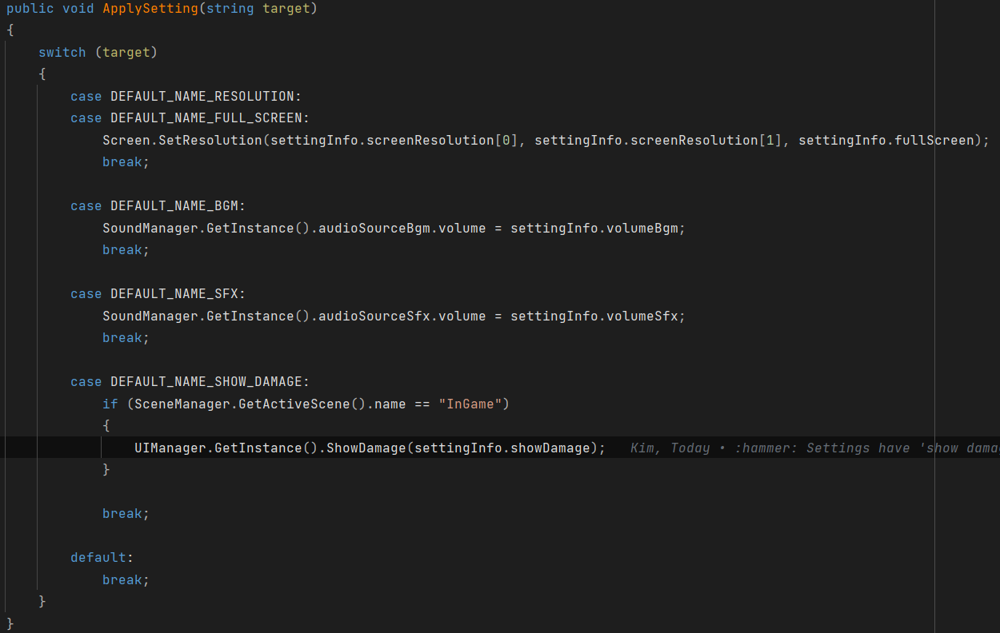 public void ApplySetting(string target)
{
    switch (target)
    {
        case DEFAULT_NAME_RESOLUTION:
        case DEFAULT_NAME_FULL_SCREEN:
            Screen.SetResolution(settingInfo.screenResolution[0], settingInfo.screenResolution[1], settingInfo.fullScreen);
            break;

        case DEFAULT_NAME_BGM:
            SoundManager.GetInstance().audioSourceBgm.volume = settingInfo.volumeBgm;
            break;

        case DEFAULT_NAME_SFX:
            SoundManager.GetInstance().audioSourceSfx.volume = settingInfo.volumeSfx;
            break;

        case DEFAULT_NAME_SHOW_DAMAGE:
            if (SceneManager.GetActiveScene().name == "InGame")
            {
                UIManager.GetInstance().ShowDamage(settingInfo.showDamage);   Kim, Today • :hammer: Settings have 'show
            }

            break;

        default:
            break;
    }
}